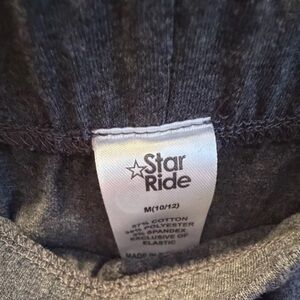 Star
Ride
M(10/12)
57% COTTON
38% POLYESTER
5% SPANDEX
EXCLUSIVE OF
ELASTIC
MADE IN